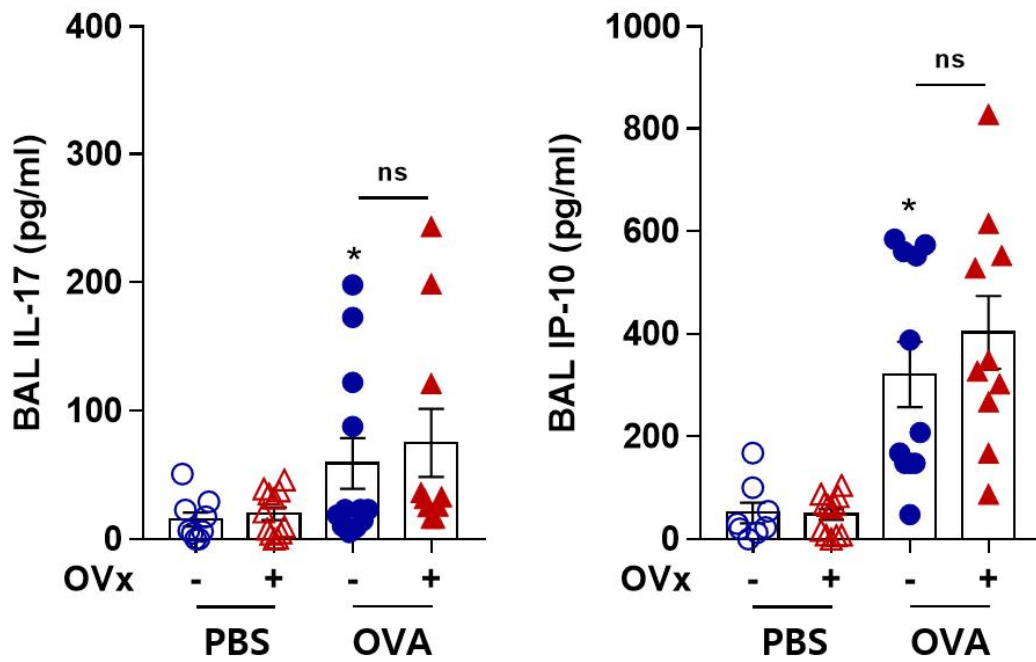 BAL IL-17 (pg/ml)
400
300
200
100
0
ns
*
OVx - + - +
PBS OVA
BAL IP-10 (pg/ml)
1000
800
600
400
200
0
ns
*
OVx - + - +
PBS OVA